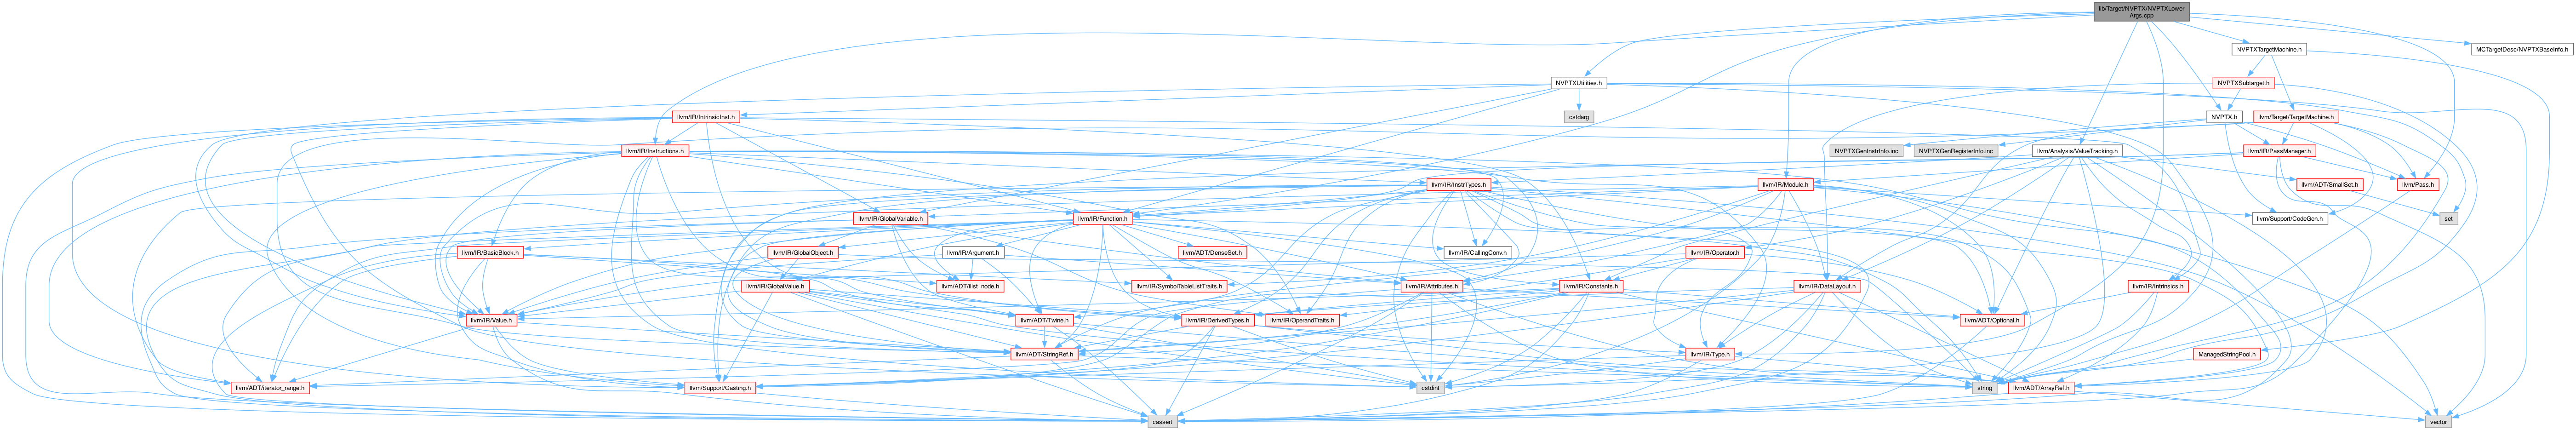 lib/Target/NVPTX/NVPTXLower
Args.cpp
NVPTXTargetMachine.h
MCTargetDesc/NVPTXBaseInfo.h
NVPTXUtilities.h
NVPTXSubtarget.h
llvm/IR/IntrinsicInst.h
cstdarg
NVPTX.h
llvm/Target/TargetMachine.h
llvm/IR/Instructions.h
NVPTXGenInstrInfo.inc
NVPTXGenRegisterInfo.inc
llvm/Analysis/ValueTracking.h
llvm/IR/PassManager.h
llvm/IR/InstrTypes.h
llvm/IR/Module.h
llvm/ADT/SmallSet.h
llvm/Pass.h
llvm/IR/GlobalVariable.h
llvm/IR/Function.h
llvm/Support/CodeGen.h
set
llvm/IR/BasicBlock.h
llvm/IR/GlobalObject.h
llvm/IR/Argument.h
llvm/ADT/DenseSet.h
llvm/IR/CallingConv.h
llvm/IR/Operator.h
llvm/IR/GlobalValue.h
llvm/ADT/ilist_node.h
llvm/IR/SymbolTableListTraits.h
llvm/IR/Attributes.h
llvm/IR/Constants.h
llvm/IR/DataLayout.h
llvm/IR/Intrinsics.h
llvm/IR/Value.h
llvm/ADT/Twine.h
llvm/IR/DerivedTypes.h
llvm/IR/OperandTraits.h
llvm/ADT/Optional.h
llvm/ADT/StringRef.h
llvm/IR/Type.h
ManagedStringPool.h
llvm/ADT/iterator_range.h
llvm/Support/Casting.h
cstdint
string
llvm/ADT/ArrayRef.h
cassert
vector